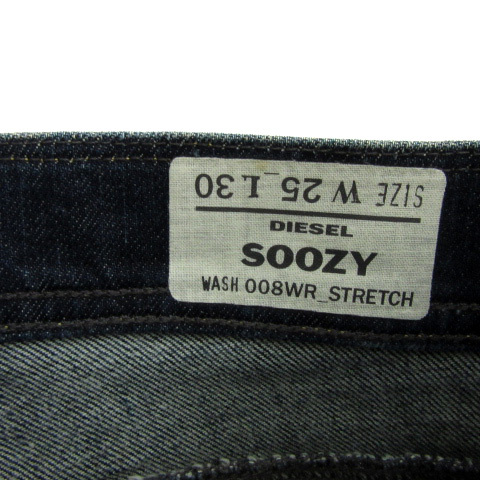 SIZE W 25_L 30
DIESEL
SOOZY
WASH 008WR_STRETCH